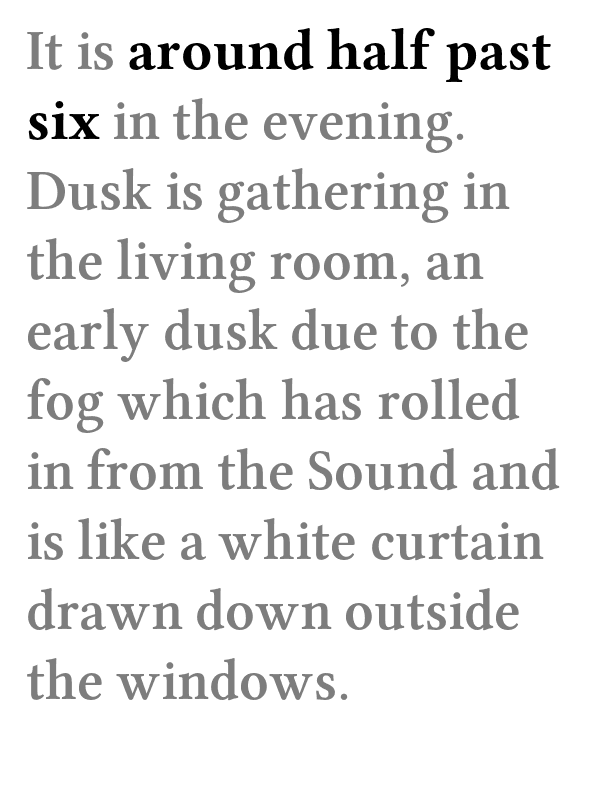 It is around half past
six in the evening.
Dusk is gathering in
the living room, an
early dusk due to the
fog which has rolled
in from the Sound and
is like a white curtain
drawn down outside
the windows.